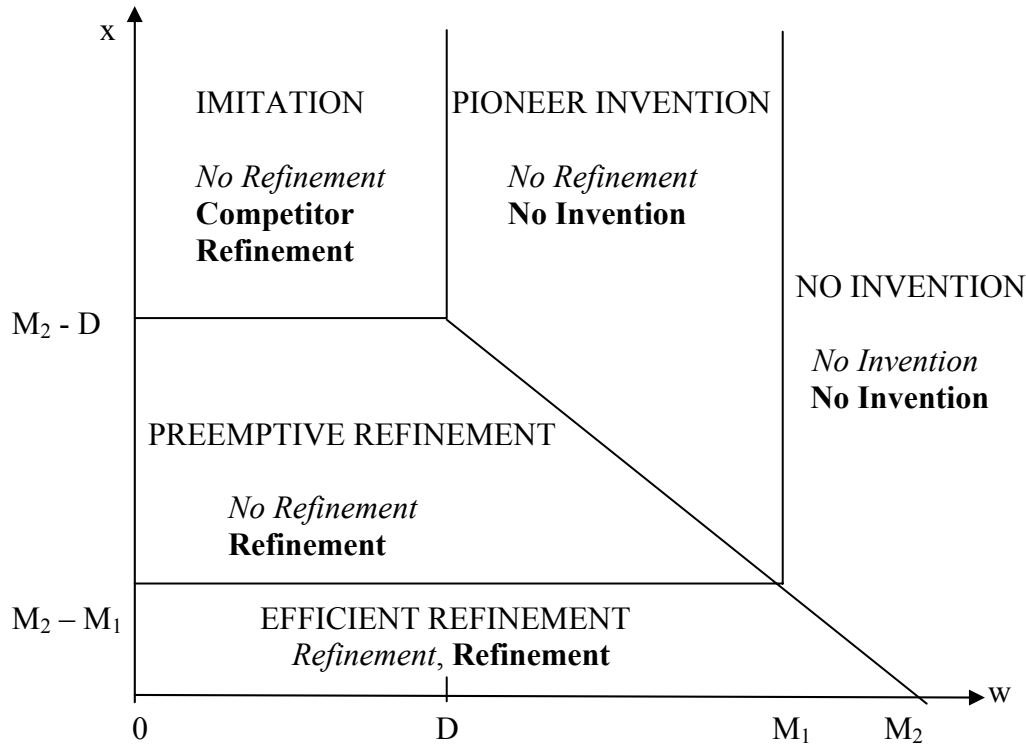 x
IMITATION
No Refinement
Competitor
Refinement
PIONEER INVENTION
No Refinement
No Invention
NO INVENTION
No Invention
No Invention
M₂ - D
PREEMPTIVE REFINEMENT
No Refinement
Refinement
M₂ – M₁
EFFICIENT REFINEMENT
Refinement, Refinement
w
0 D M₁ M₂